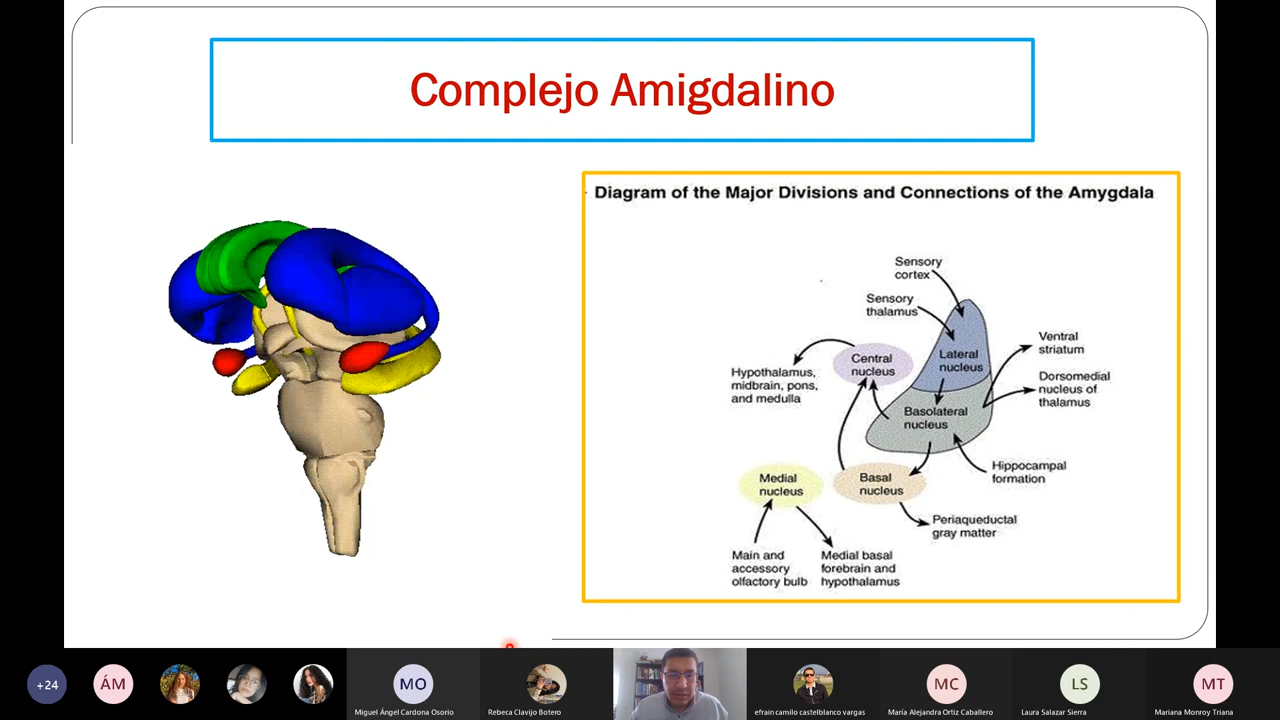 Complejo Amigdalino
Diagram of the Major Divisions and Connections of the Amygdala
Sensory
cortex
Sensory
thalamus
Lateral
nucleus
Central
nucleus
Ventral
striatum
Hypothalamus,
midbrain, pons,
and medulla
Dorsomedial
nucleus of
thalamus
Basolateral
nucleus
Hippocampal
formation
Medial
nucleus
Basal
nucleus
Periaqueductal
gray matter
Main and
accessory
olfactory bulb
Medial basal
forebrain and
hypothalamus
+24
ÁM
MO
MC
LS
MT
Miguel Ángel Cardona Osorio
Rebeca Clavijo Botero
efrain camilo castelblanco vargas
María Alejandra Ortiz Caballero
Laura Salazar Sierra
Mariana Monroy Triana